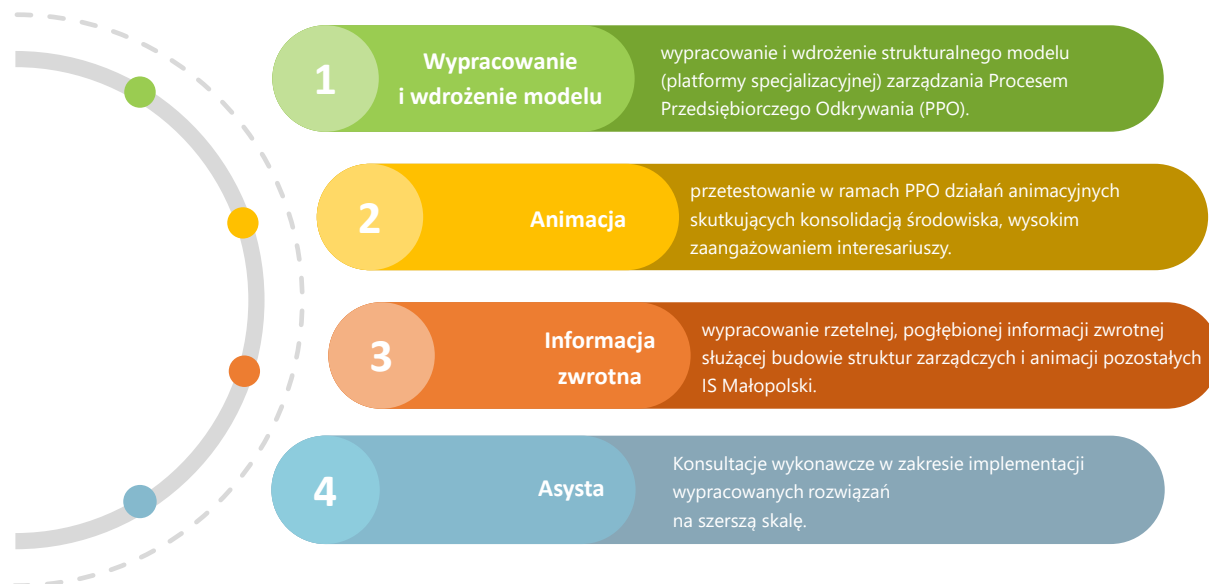 1
Wypracowanie
i wdrożenie modelu
wypracowanie i wdrożenie strukturalnego modelu
(platformy specjalizacyjnej) zarządzania Procesem
Przedsiębiorczego Odkrywania (PPO).
2
Animacja
przetestowanie w ramach PPO działań animacyjnych
skutkujących konsolidacją środowiska, wysokim
zaangażowaniem interesariuszy.
3
Informacja
zwrotna
wypracowanie rzetelnej, pogłębionej informacji zwrotnej
służącej budowie struktur zarządczych i animacji pozostałych
IS Małopolski.
4
Asysta
Konsultacje wykonawcze w zakresie implementacji
wypracowanych rozwiązań
na szerszą skalę.